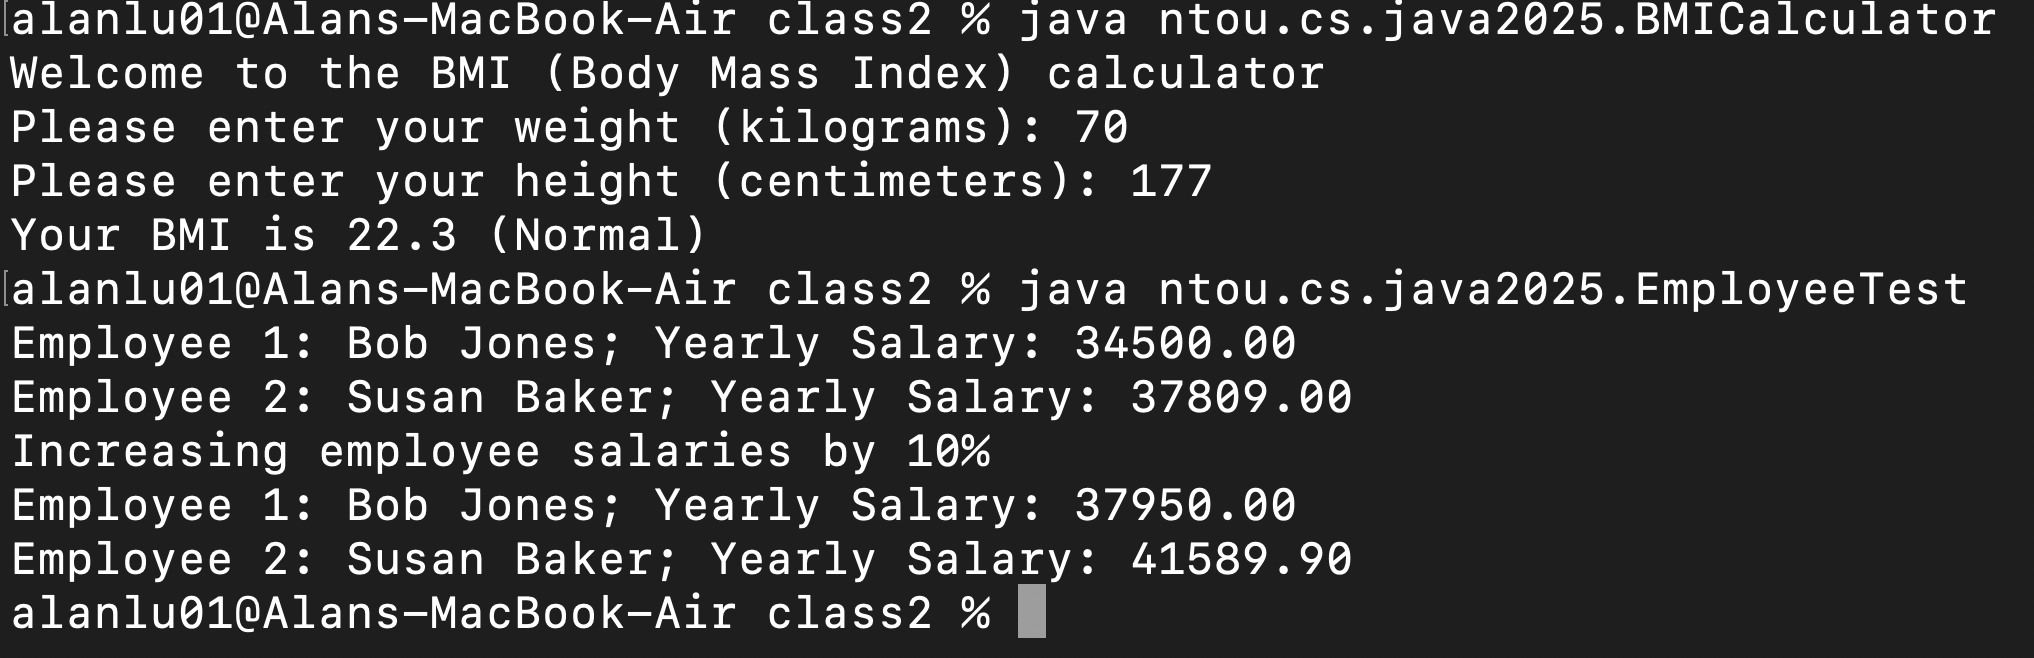 alanlu01@Alans-MacBook-Air class2 % java ntou.cs.java2025.BMICalculator
Welcome to the BMI (Body Mass Index) calculator
Please enter your weight (kilograms): 70
Please enter your height (centimeters): 177
Your BMI is 22.3 (Normal)
alanlu01@Alans-MacBook-Air class2 % java ntou.cs.java2025.EmployeeTest
Employee 1: Bob Jones; Yearly Salary: 34500.00
Employee 2: Susan Baker; Yearly Salary: 37809.00
Increasing employee salaries by 10%
Employee 1: Bob Jones; Yearly Salary: 37950.00
Employee 2: Susan Baker; Yearly Salary: 41589.90
alanlu01@Alans-MacBook-Air class2 %